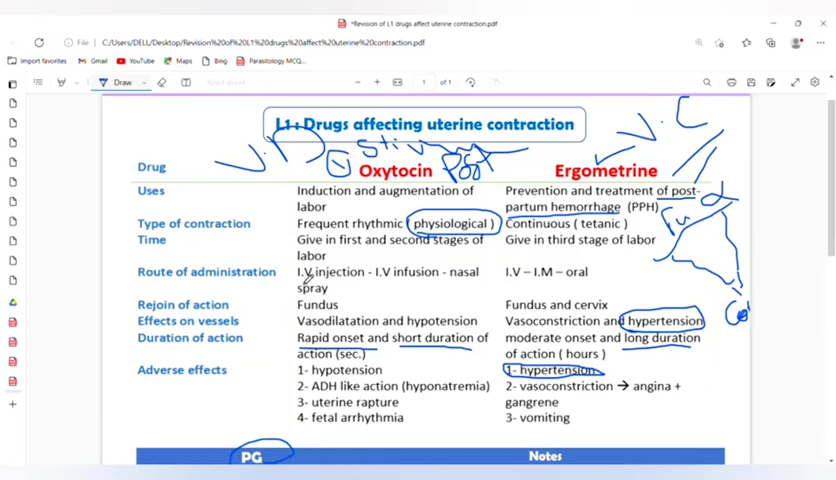 *Revision of L1 drugs affect uterine contraction.pdf
File C:/Users/DELL/Desktop/Revision%20of%20L1%20drugs%20affect%20uterine%20contraction.pdf
Import favorites Gmail YouTube Maps Bing Parasitology MCQ...
Draw Read aloud 1 of 1
L1: Drugs affecting uterine contraction
V.D V.C
Post
Drug Oxytocin Ergometrine
Uses Induction and augmentation of labor Prevention and treatment of post-partum hemorrhage (PPH)
Type of contraction Frequent rhythmic ( physiological ) Continuous ( tetanic )
Time Give in first and second stages of labor Give in third stage of labor
Route of administration I.V injection - I.V infusion - nasal spray I.V – I.M – oral
Rejoin of action Fundus Fundus and cervix
Effects on vessels Vasodilatation and hypotension Vasoconstriction and hypertension
Duration of action Rapid onset and short duration of action (sec.) moderate onset and long duration of action ( hours )
Adverse effects 1- hypotension 1- hypertension
2- ADH like action (hyponatremia) 2- vasoconstriction → angina + gangrene
3- uterine rapture 3- vomiting
4- fetal arrhythmia
PG Notes